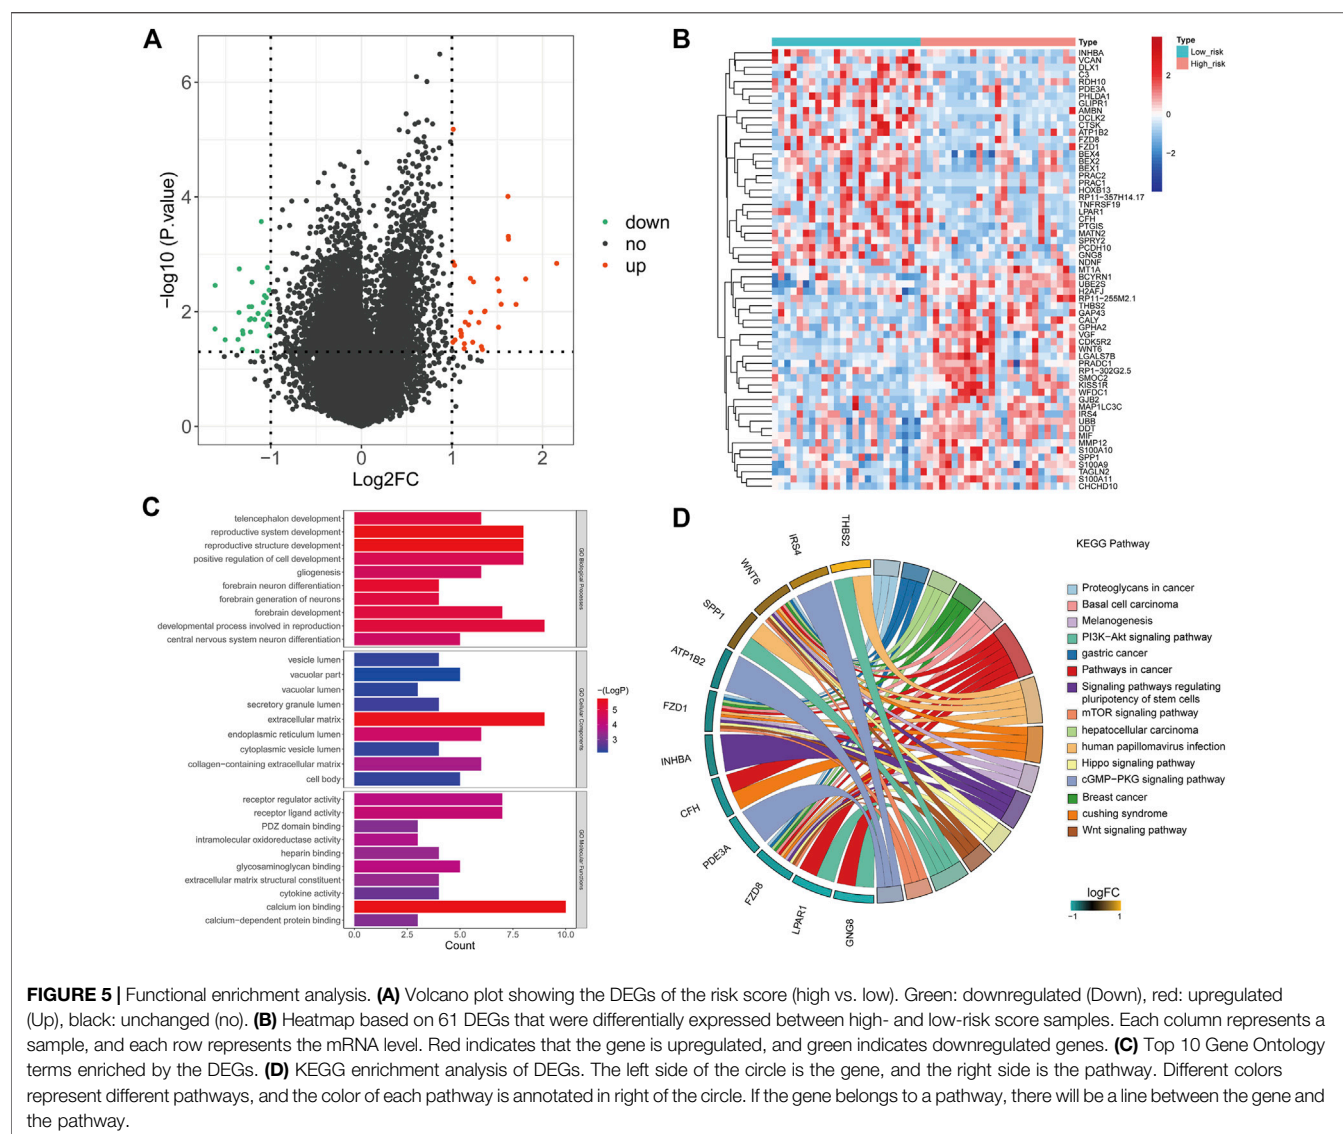 A
6
4
2
0
−log10 (P.value)
−1
0
1
2
Log2FC
down
no
up
B
Type
INHBA
VCAN
DLX1
C3
RDH10
PDE3A
PHLDA1
GLIPR1
AMBN
DCLK2
CTSK
ATP1B2
FZD8
FZD1
BEX4
BEX2
BEX1
PRAC2
PRAC1
HOXB13
RP11−357H14.17
TNFRSF19
LPAR1
CFH
PTGIS
MATN2
SPRY2
PCDH10
GNG8
NDNF
MT1A
BCYRN1
UBE2S
H2AFJ
RP11−255M2.1
THBS2
GAP43
CALY
GPHA2
VGF
CDK5R2
WNT6
LGALS7B
PRADC1
RP1−302G2.5
SMOC2
KISS1R
WFDC1
GJB2
MAP1LC3C
IRS4
UBB
DDT
MIF
MMP12
S100A10
SPP1
S100A9
TAGLN2
S100A11
CHCHD10
2
0
−2
Type
Low_risk
High_risk
C
telencephalon development
reproductive system development
reproductive structure development
positive regulation of cell development
gliogenesis
forebrain neuron differentiation
forebrain generation of neurons
forebrain development
developmental process involved in reproduction
central nervous system neuron differentiation
GO Biological Processes
vesicle lumen
vacuolar part
vacuolar lumen
secretory granule lumen
extracellular matrix
endoplasmic reticulum lumen
cytoplasmic vesicle lumen
collagen−containing extracellular matrix
cell body
GO Cellular Components
receptor regulator activity
receptor ligand activity
PDZ domain binding
intramolecular oxidoreductase activity
heparin binding
glycosaminoglycan binding
extracellular matrix structural constituent
cytokine activity
calcium ion binding
calcium−dependent protein binding
GO Molecular Functions
0.0
2.5
5.0
7.5
10.0
Count
−(LogP)
5
4
3
D
THBS2
IRS4
WNT6
SPP1
ATP1B2
FZD1
INHBA
CFH
PDE3A
FZD8
LPAR1
GNG8
KEGG Pathway
Proteoglycans in cancer
Basal cell carcinoma
Melanogenesis
PI3K−Akt signaling pathway
gastric cancer
Pathways in cancer
Signaling pathways regulating
pluripotency of stem cells
mTOR signaling pathway
hepatocellular carcinoma
human papillomavirus infection
Hippo signaling pathway
cGMP−PKG signaling pathway
Breast cancer
cushing syndrome
Wnt signaling pathway
logFC
−1
1
FIGURE 5 | Functional enrichment analysis. (A) Volcano plot showing the DEGs of the risk score (high vs. low). Green: downregulated (Down), red: upregulated
(Up), black: unchanged (no). (B) Heatmap based on 61 DEGs that were differentially expressed between high- and low-risk score samples. Each column represents a
sample, and each row represents the mRNA level. Red indicates that the gene is upregulated, and green indicates downregulated genes. (C) Top 10 Gene Ontology
terms enriched by the DEGs. (D) KEGG enrichment analysis of DEGs. The left side of the circle is the gene, and the right side is the pathway. Different colors
represent different pathways, and the color of each pathway is annotated in right of the circle. If the gene belongs to a pathway, there will be a line between the gene and
the pathway.